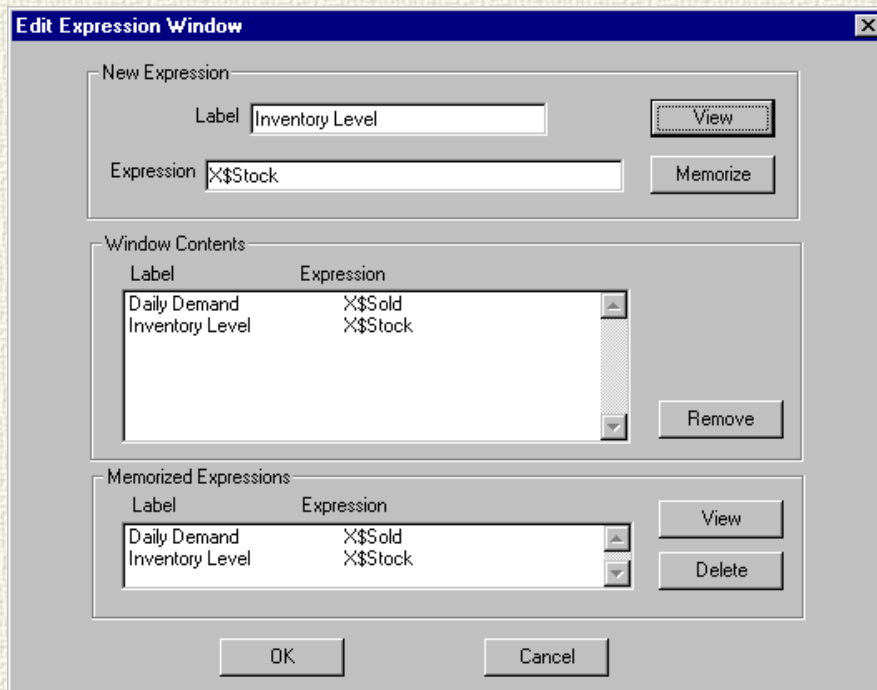 Edit Expression Window
New Expression
Label Inventory Level View
Expression X$Stock Memorize
Window Contents
Label Expression
Daily Demand X$Sold
Inventory Level X$Stock
Remove
Memorized Expressions
Label Expression
View
Daily Demand X$Sold
Inventory Level X$Stock
Delete
OK Cancel